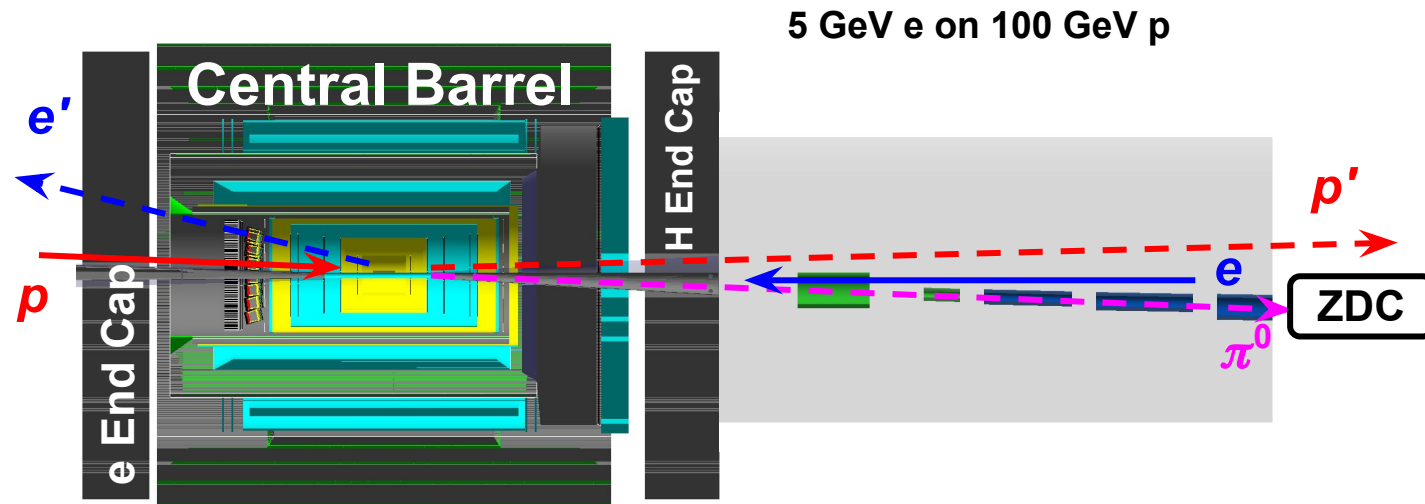 5 GeV e on 100 GeV p
Central Barrel
e'
p
e End Cap
H End Cap
p'
e
ZDC
π⁰